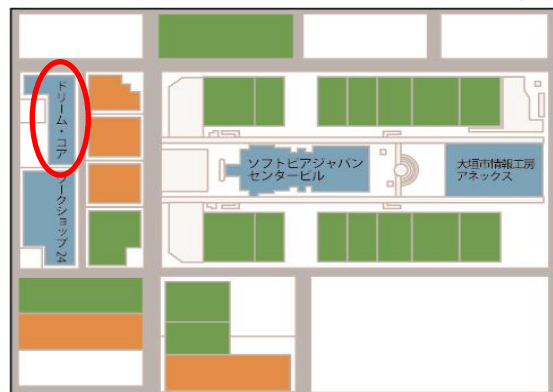 ドリーム・コア
ワークショップ24
ソフトピアジャパン
センタービル
大垣市情報工房
アネックス